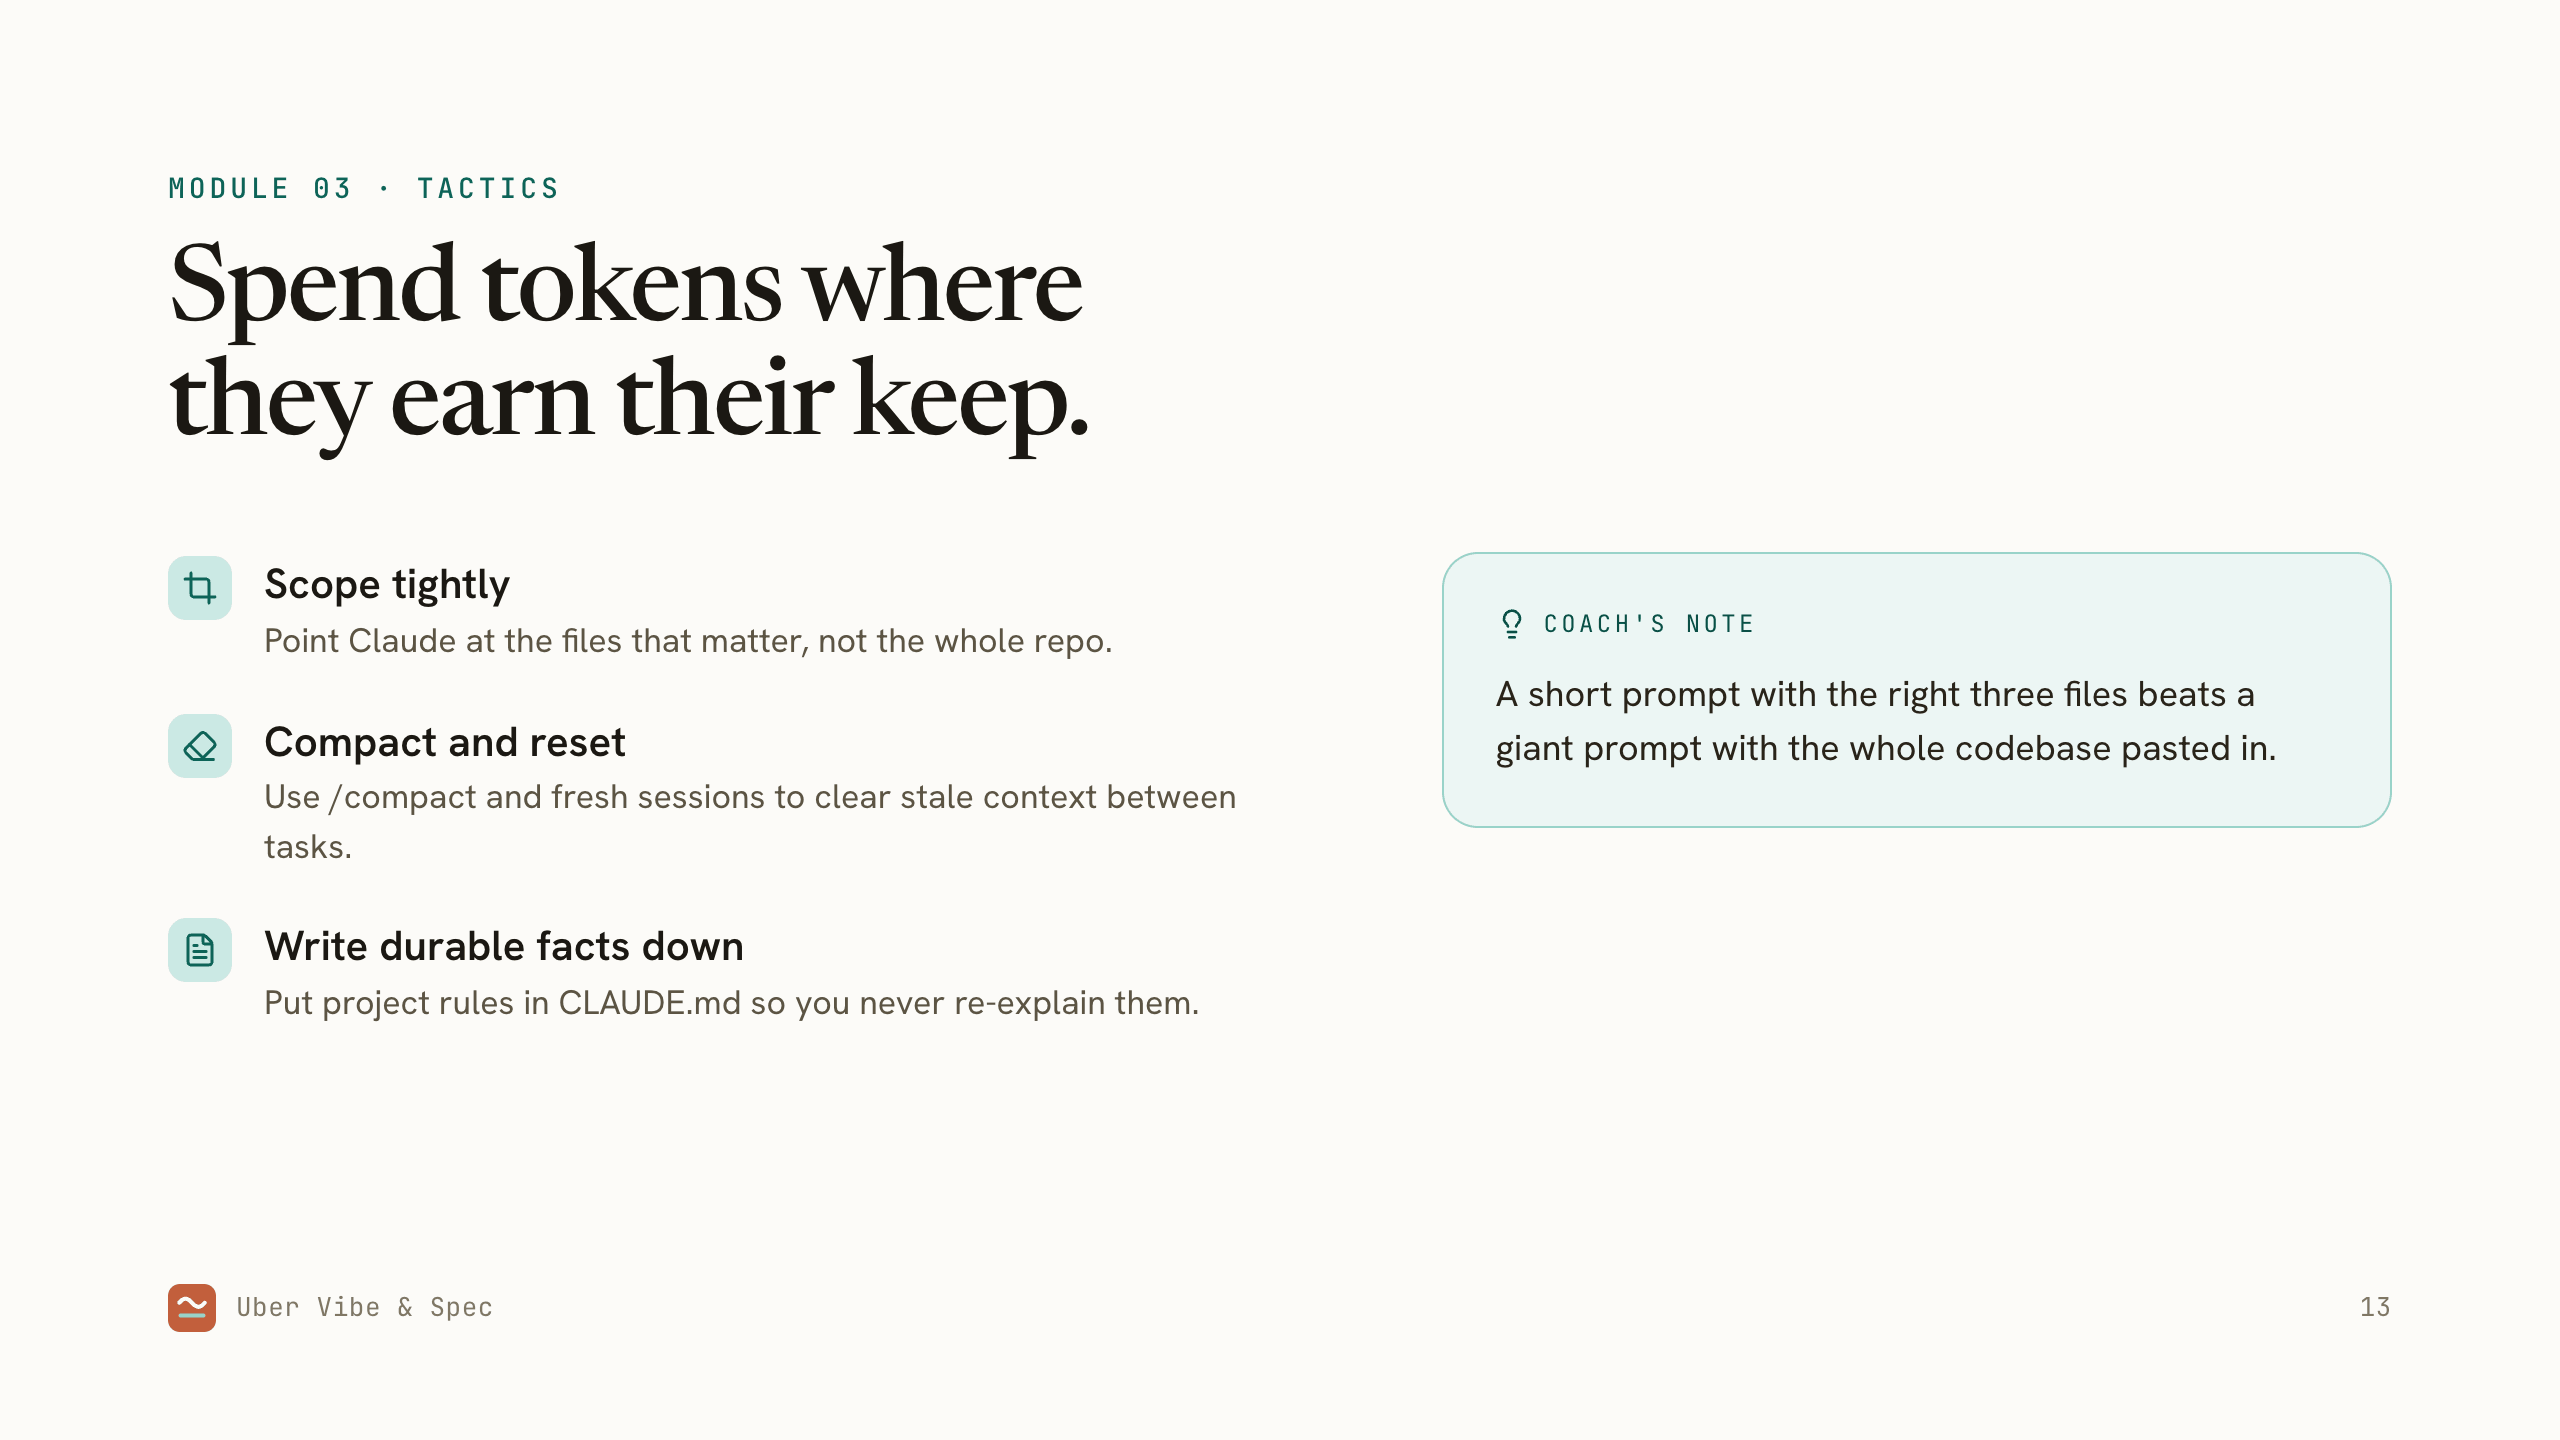 MODULE 03 · TACTICS
Spend tokens where
they earn their keep.
Scope tightly
Point Claude at the files that matter, not the whole repo.
Compact and reset
Use /compact and fresh sessions to clear stale context between
tasks.
Write durable facts down
Put project rules in CLAUDE.md so you never re-explain them.
COACH'S NOTE
A short prompt with the right three files beats a
giant prompt with the whole codebase pasted in.
Uber Vibe & Spec
13